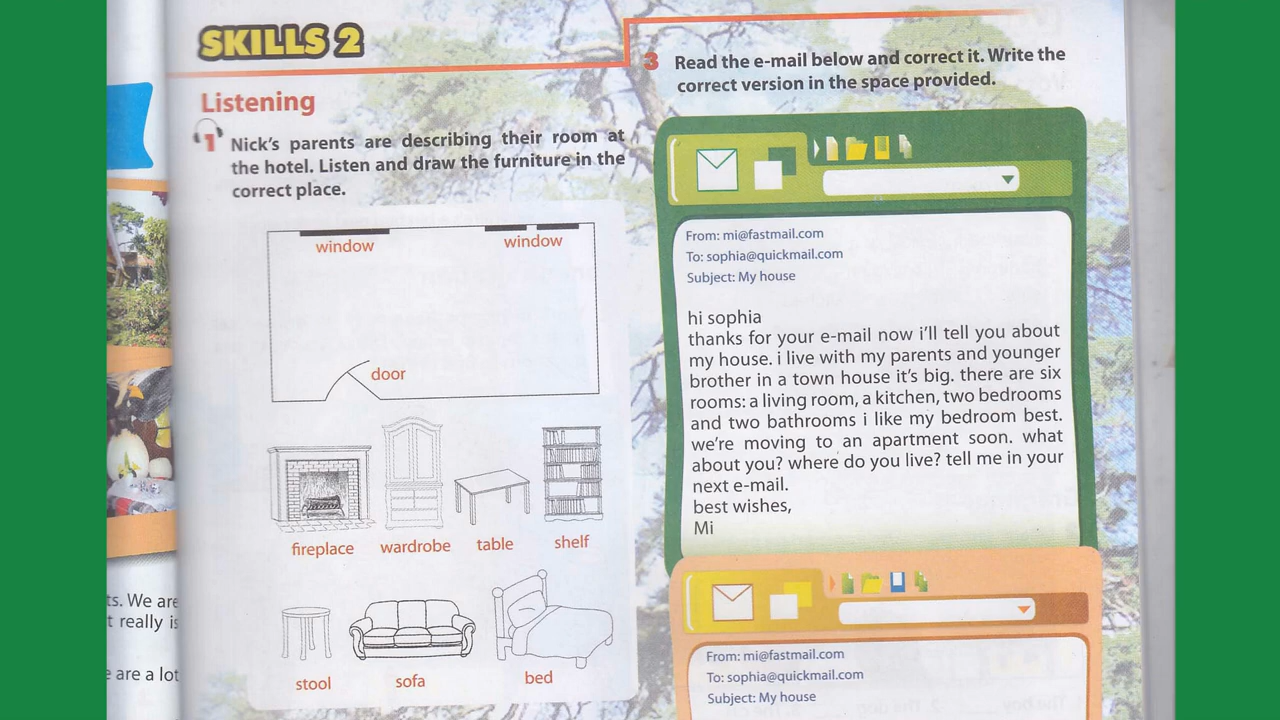 SKILLS 2
Listening
1 Nick's parents are describing their room at
the hotel. Listen and draw the furniture in the
correct place.
window
window
door
fireplace
wardrobe
table
shelf
stool
sofa
bed
ts. We are
t really is
e are a lot
3 Read the e-mail below and correct it. Write the
correct version in the space provided.
From: mi@fastmail.com
To: sophia@quickmail.com
Subject: My house
hi sophia
thanks for your e-mail now i'll tell you about
my house. i live with my parents and younger
brother in a town house it's big. there are six
rooms: a living room, a kitchen, two bedrooms
and two bathrooms i like my bedroom best.
we're moving to an apartment soon. what
about you? where do you live? tell me in your
next e-mail.
best wishes,
Mi
From: mi@fastmail.com
To: sophia@quickmail.com
Subject: My house